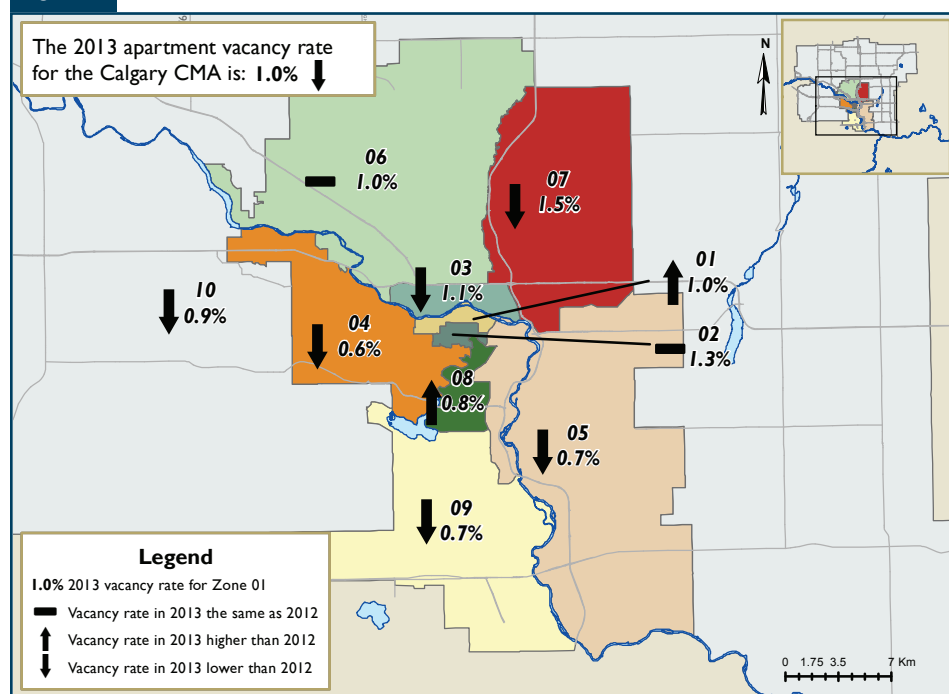 The 2013 apartment vacancy rate
for the Calgary CMA is: 1.0%
N
06
1.0%
07
1.5%
01
1.0%
03
1.1%
10
0.9%
04
0.6%
02
1.3%
08
0.8%
05
0.7%
09
0.7%
Legend
1.0% 2013 vacancy rate for Zone 01
Vacancy rate in 2013 the same as 2012
Vacancy rate in 2013 higher than 2012
Vacancy rate in 2013 lower than 2012
0 1.75 3.5 7 Km